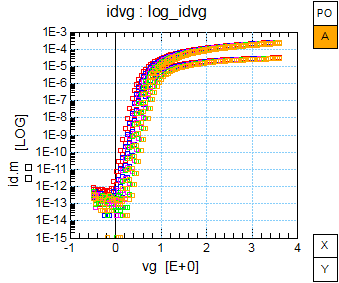 idvg : log_idvg
PO
A
1E-3
1E-4
1E-5
1E-6
1E-7
1E-8
1E-9
1E-10
1E-11
1E-12
1E-13
1E-14
1E-15
id.m [LOG]
-1 0 1 2 3 4
vg [E+0]
X
Y